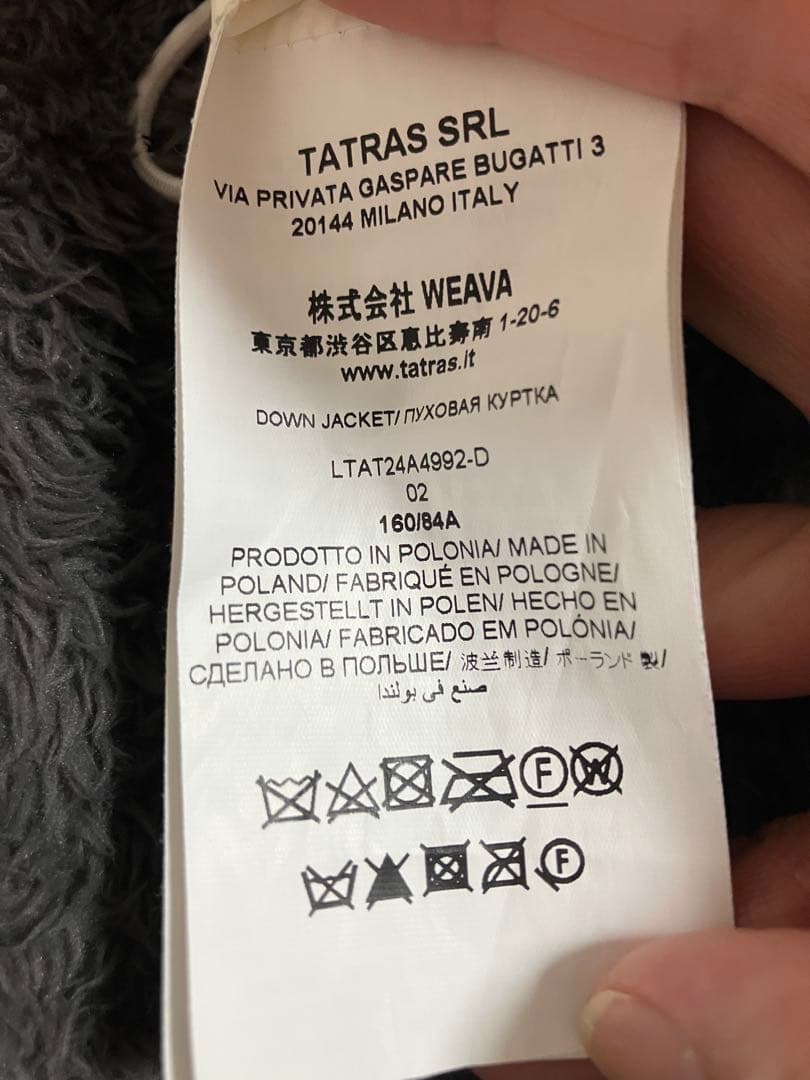 TATRAS SRL
VIA PRIVATA GASPARE BUGATTI 3
20144 MILANO ITALY
株式会社 WEAVA
東京都渋谷区恵比寿南 1-20-6
www.tatras.it
DOWN JACKET/ ПУХОВАЯ КУРТКА
LTAT24A4992-D
02
160/84A
PRODOTTO IN POLONIA/ MADE IN
POLAND/ FABRIQUÉ EN POLOGNE/
HERGESTELLT IN POLEN/ HECHO EN
POLONIA/ FABRICADO EM POLÓNIA/
СДЕЛАНО В ПОЛЬШЕ/ 波兰制造/ ポーランド 製/
صنع في بولندا
F W
F